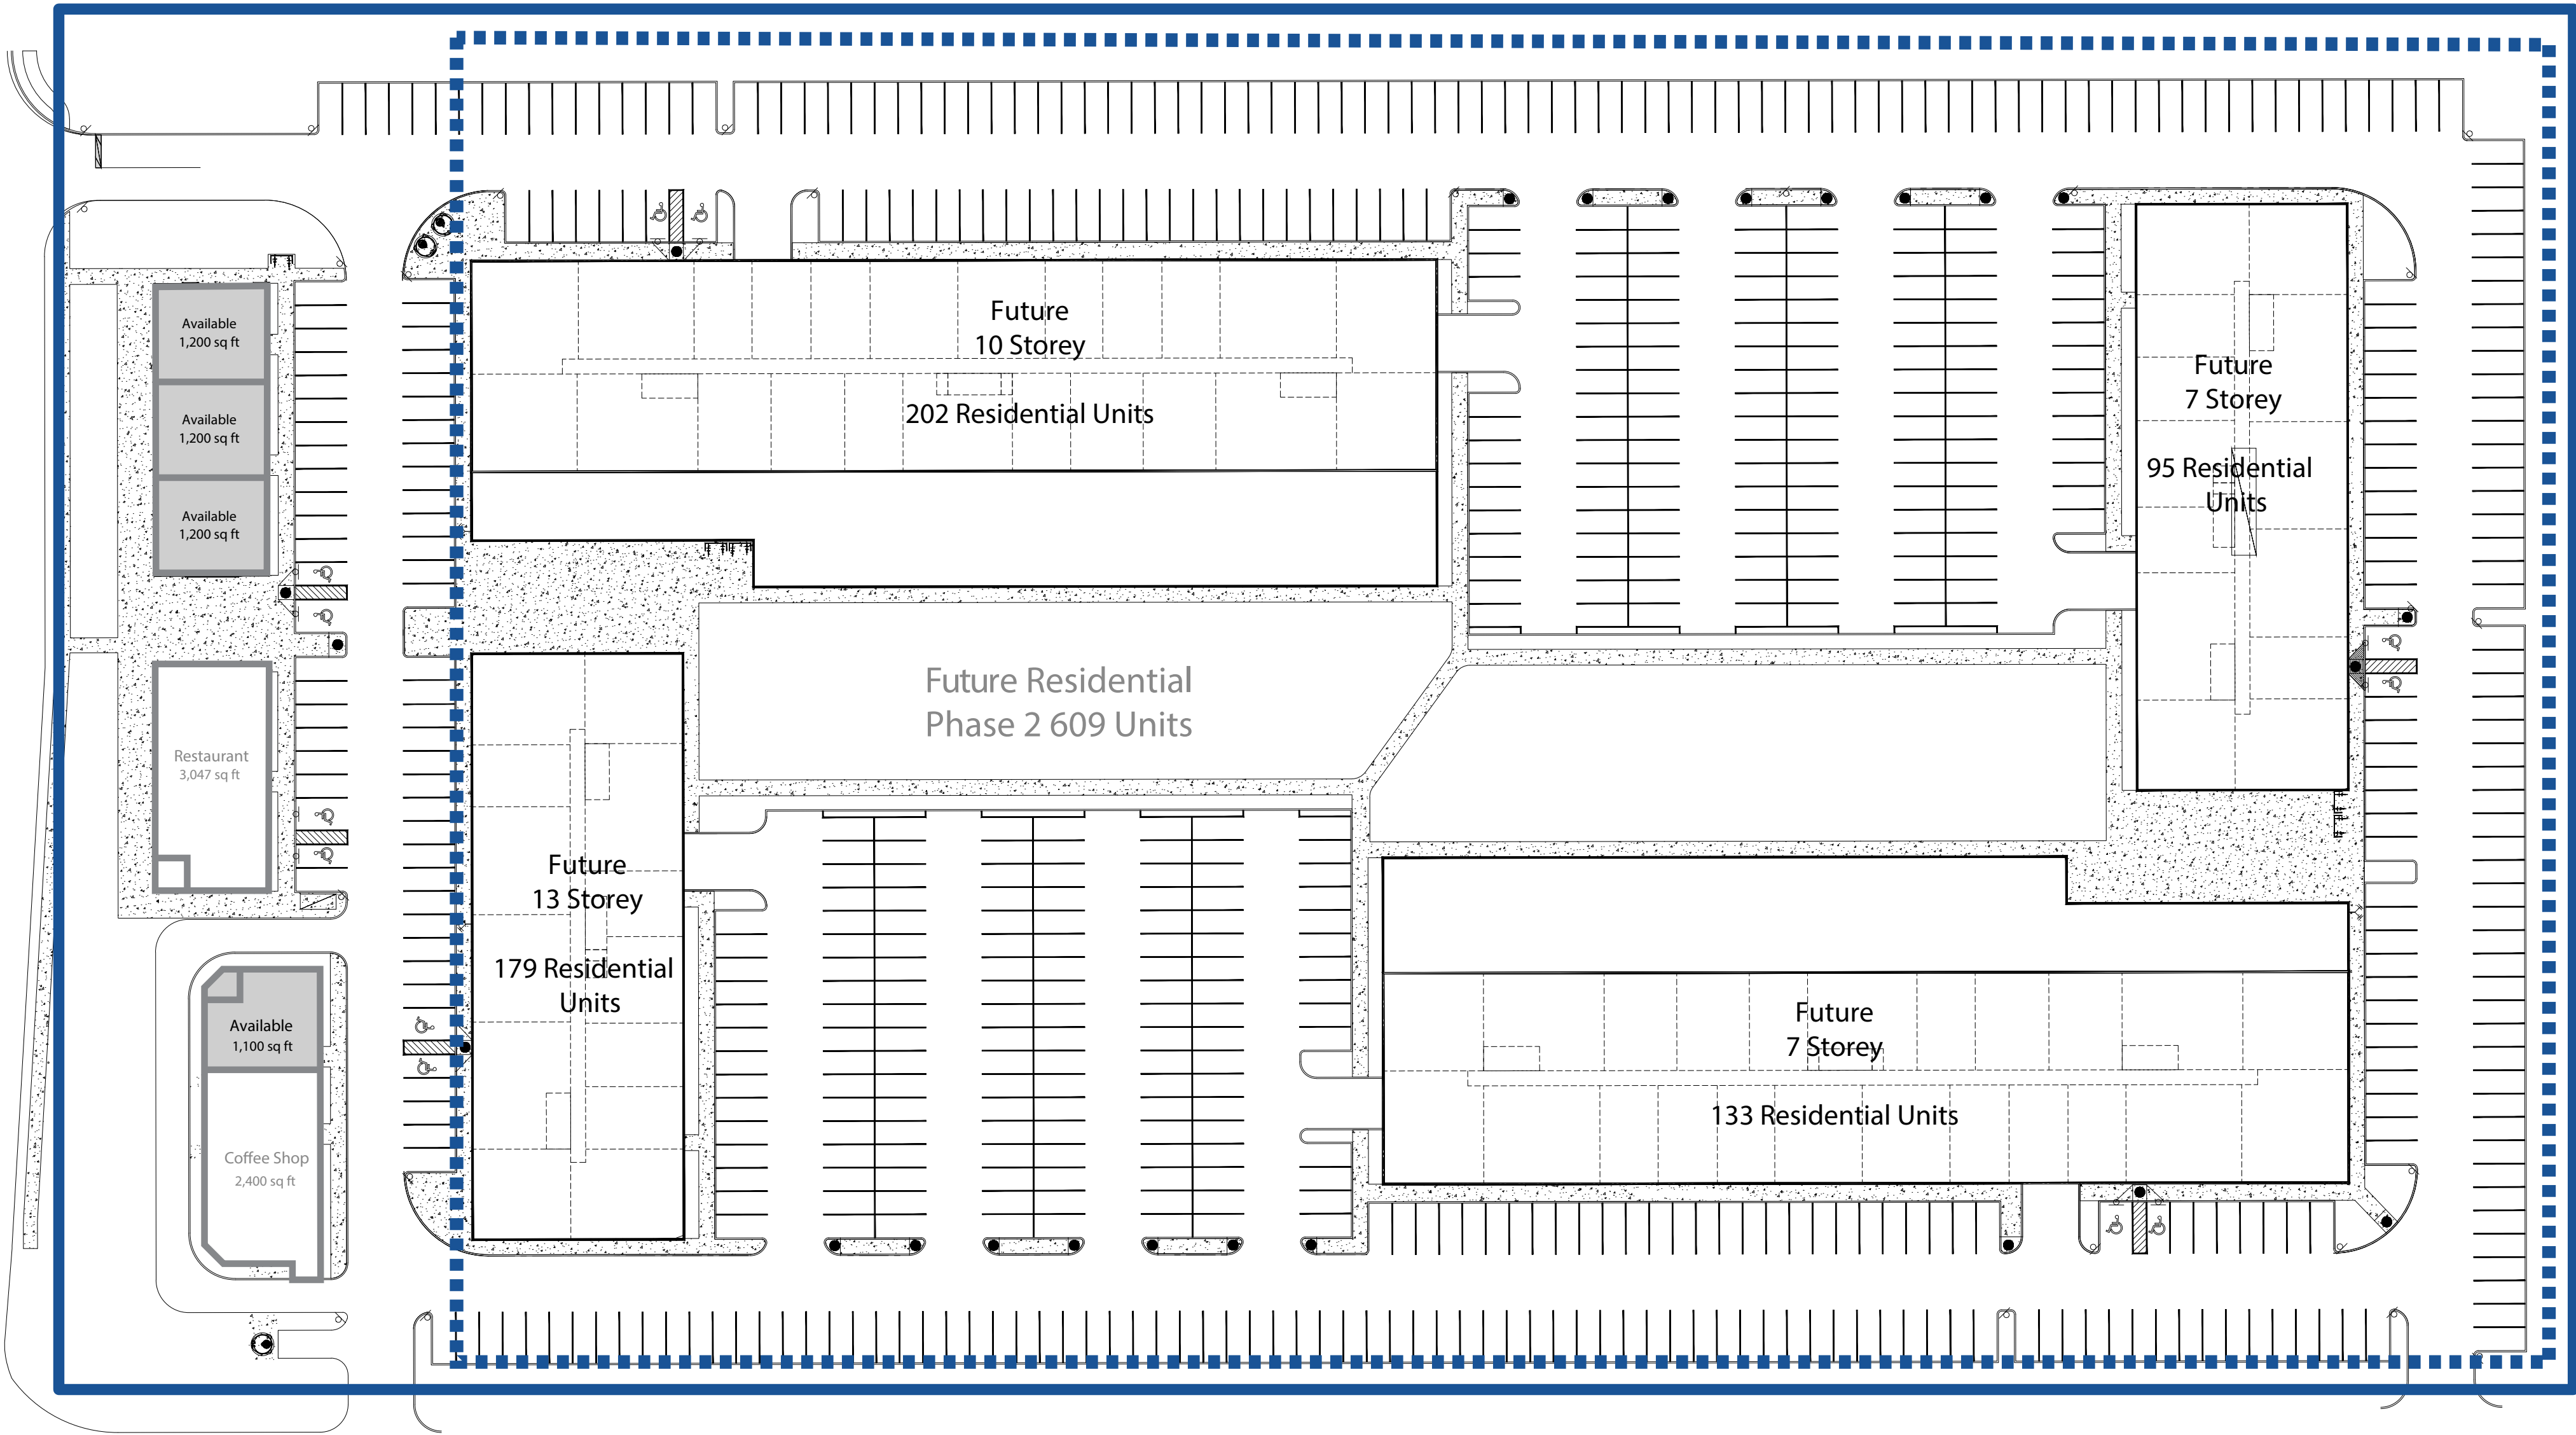 Available
1,200 sq ft
Available
1,200 sq ft
Available
1,200 sq ft
Restaurant
3,047 sq ft
Available
1,100 sq ft
Coffee Shop
2,400 sq ft
Future
10 Storey
202 Residential Units
Future Residential
Phase 2 609 Units
Future
13 Storey
179 Residential
Units
Future
7 Storey
95 Residential
Units
Future
7 Storey
133 Residential Units